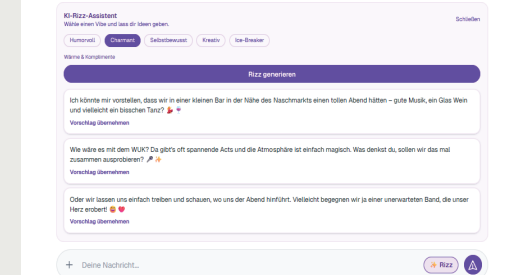 KI-Rizz-Assistent
Wähle einen Vibe und lass dir Ideen geben.
Schließen
Humorvoll Charmant Selbstbewusst Kreativ Ice-Breaker
Wärme & Komplimente
Rizz generieren
Ich könnte mir vorstellen, dass wir in einer kleinen Bar in der Nähe des Naschmarkts einen tollen Abend hätten – gute Musik, ein Glas Wein
und vielleicht ein bisschen Tanz? 💃🍷
Vorschlag übernehmen
Wie wäre es mit dem WUK? Da gibt's oft spannende Acts und die Atmosphäre ist einfach magisch. Was denkst du, sollen wir das mal
zusammen ausprobieren? 🎤✨
Vorschlag übernehmen
Oder wir lassen uns einfach treiben und schauen, wo uns der Abend hinführt. Vielleicht begegnen wir ja einer unerwarteten Band, die unser
Herz erobert! 😄❤️
Vorschlag übernehmen
+ Deine Nachricht...
✨ Rizz